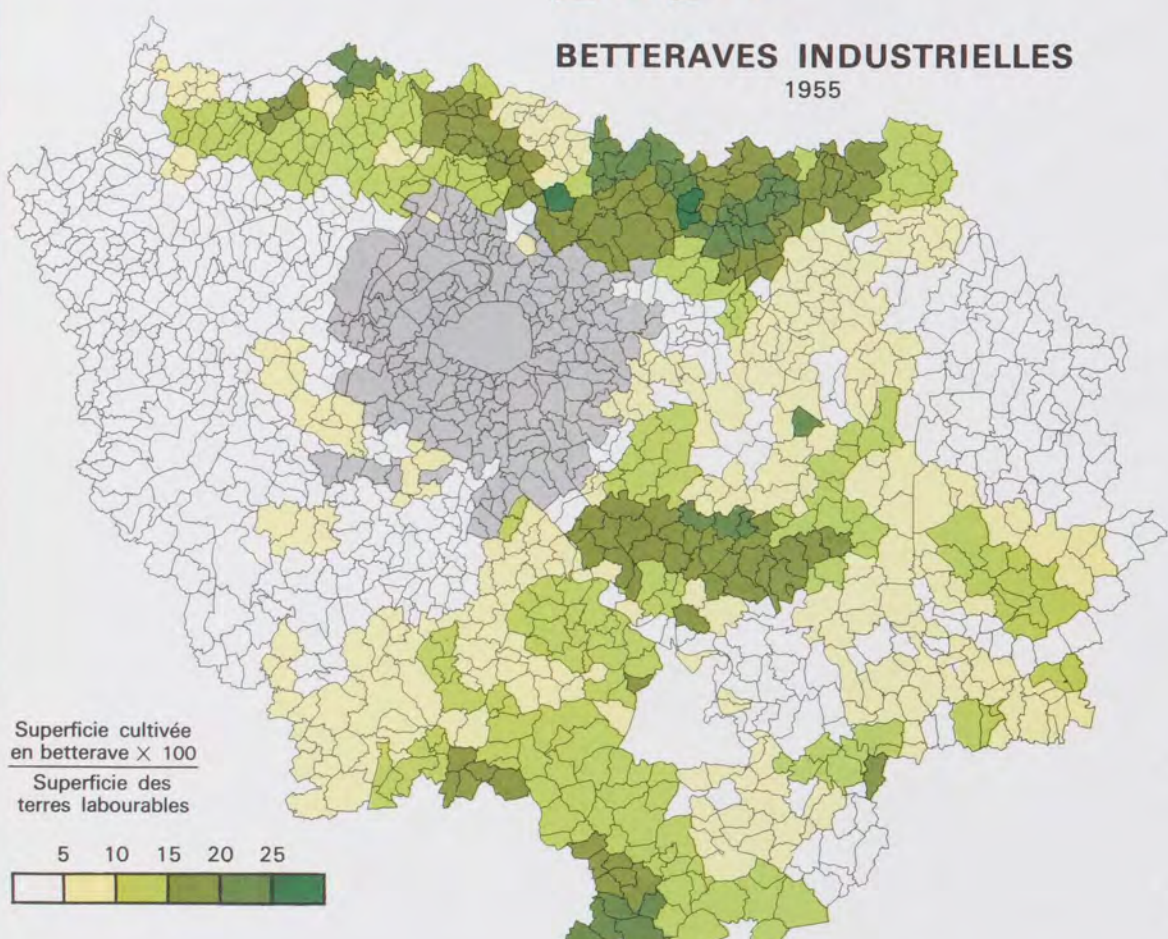 BETTERAVES INDUSTRIELLES
1955
Superficie cultivée
en betterave X 100
Superficie des
terres labourables
5 10 15 20 25